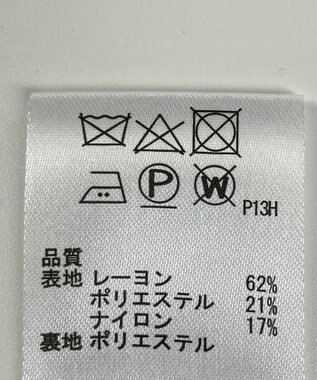 P W P13H
品質
表地 レーヨン 62%
ポリエステル 21%
ナイロン 17%
裏地 ポリエステル